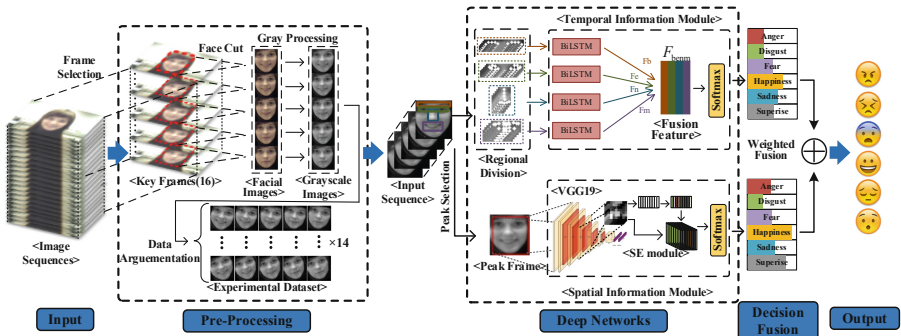 Frame
Selection
<Image
Sequences>
Input
Face Cut
Gray Processing
<Key Frames(16)>
<Facial
Images>
<Grayscale
Images>
Data
Arguementation
×14
<Experimental Dataset>
Pre-Processing
<Input
Sequence>
Peak Selection
<Temporal Information Module>
BiLSTM
BiLSTM
BiLSTM
BiLSTM
Fb
Fe
Fn
Fm
F
benm
<Fusion
Feature>
Softmax
<Regional
Division>
<VGG19>
<Peak Frame>
<SE module>
Softmax
<Spatial Information Module>
Deep Networks
Anger
Disgust
Fear
Happiness
Sadness
Superise
Weighted
Fusion
Anger
Disgust
Fear
Happiness
Sadness
Superise
Decision
Fusion
Output